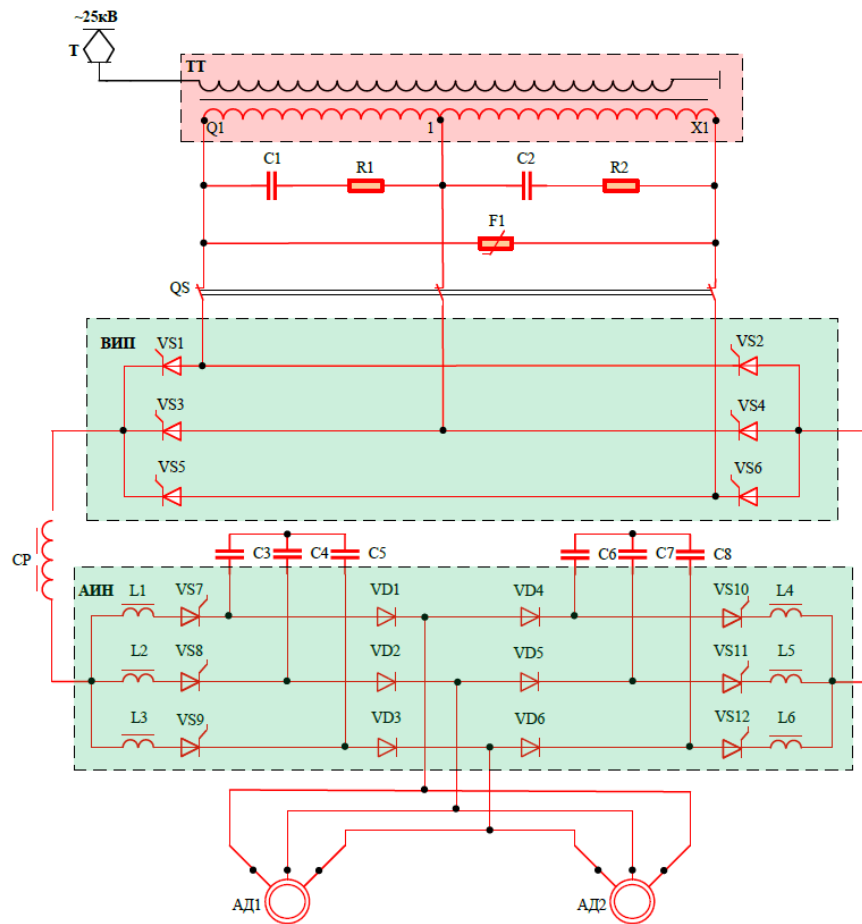 ~25кВ
Т
ТТ
Q1 1 X1
C1 R1 C2 R2
F1
QS
ВИП
VS1 VS2
VS3 VS4
VS5 VS6
СР
C3 C4 C5 C6 C7 C8
АИН
L1 VS7 VD1 VD4 VS10 L4
L2 VS8 VD2 VD5 VS11 L5
L3 VS9 VD3 VD6 VS12 L6
АД1 АД2